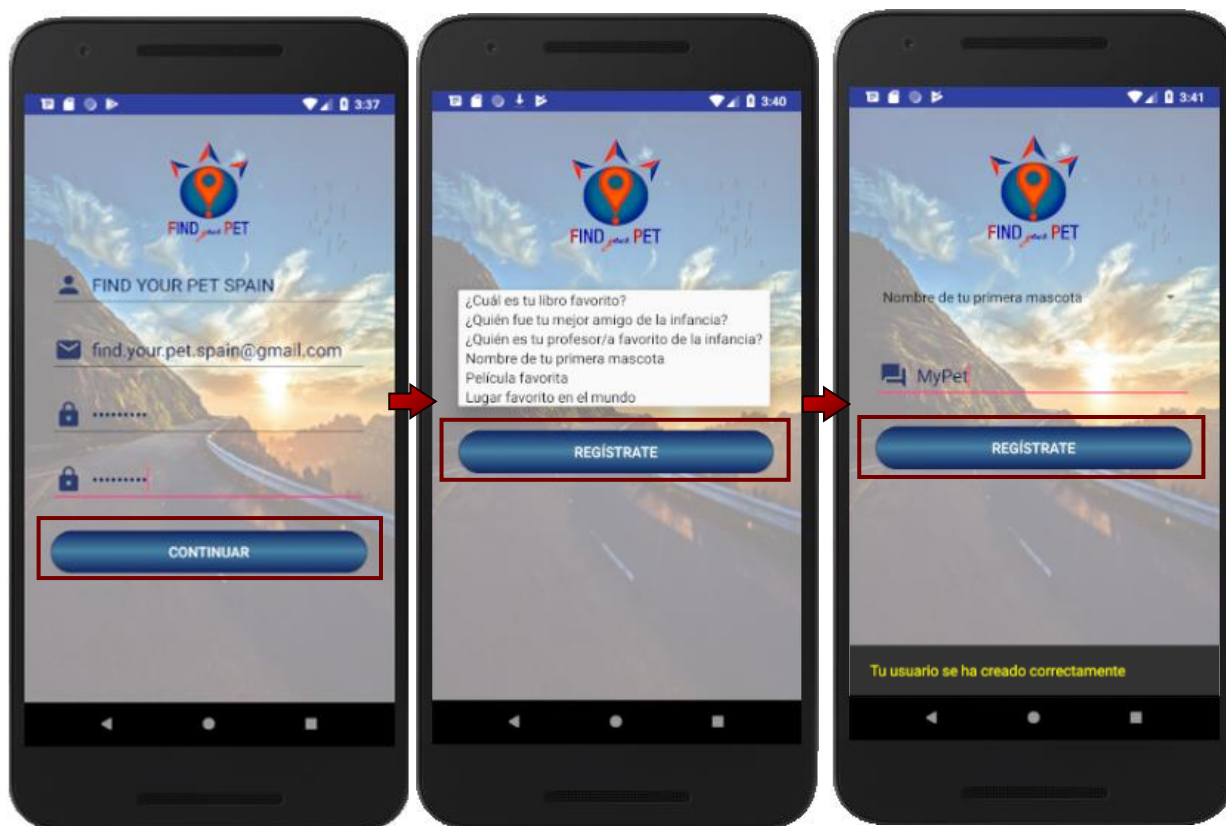 3:37
FIND your PET
FIND YOUR PET SPAIN
find.your.pet.spain@gmail.com
•••••••••
•••••••••
CONTINUAR
3:40
FIND your PET
¿Cuál es tu libro favorito?
¿Quién fue tu mejor amigo de la infancia?
¿Quién es tu profesor/a favorito de la infancia?
Nombre de tu primera mascota
Película favorita
Lugar favorito en el mundo
REGÍSTRATE
3:41
FIND your PET
Nombre de tu primera mascota
MyPet
REGÍSTRATE
Tu usuario se ha creado correctamente